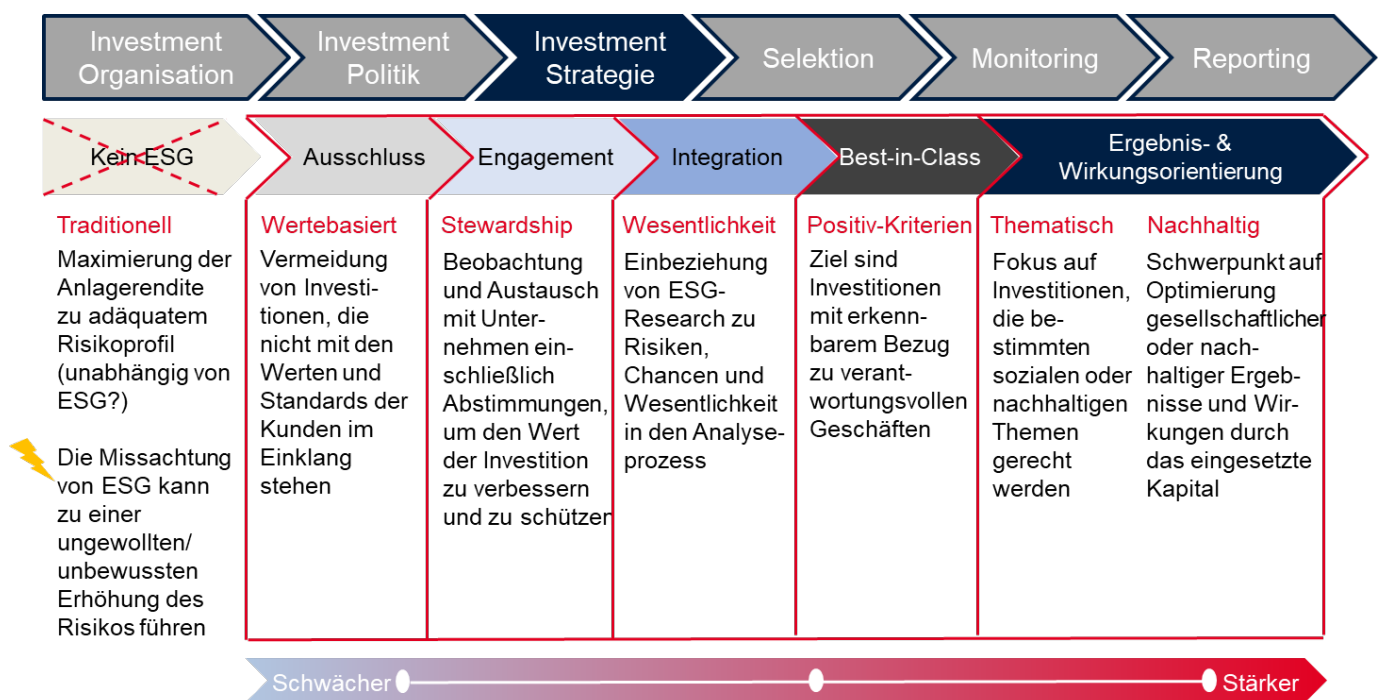 Investment
Organisation
Investment
Politik
Investment
Strategie
Selektion
Monitoring
Reporting
Kein ESG
Ausschluss
Engagement
Integration
Best-in-Class
Ergebnis- &
Wirkungsorientierung
Traditionell
Maximierung der
Anlagerendite
zu adäquatem
Risikoprofil
(unabhängig von
ESG?)
Die Missachtung
von ESG kann
zu einer
ungewollten/
unbewussten
Erhöhung des
Risikos führen
Wertebasiert
Vermeidung
von Investi-
tionen, die
nicht mit den
Werten und
Standards der
Kunden im
Einklang
stehen
Stewardship
Beobachtung
und Austausch
mit Unter-
nehmen ein-
schließlich
Abstimmungen,
um den Wert
der Investition
zu verbessern
und zu schützen
Wesentlichkeit
Einbeziehung
von ESG-
Research zu
Risiken,
Chancen und
Wesentlichkeit
in den Analyse-
prozess
Positiv-Kriterien
Ziel sind
Investitionen
mit erkenn-
barem Bezug
zu verant-
wortungsvollen
Geschäften
Thematisch
Fokus auf
Investitionen,
die be-
stimmten
sozialen oder
nachhaltigen
Themen
gerecht
werden
Nachhaltig
Schwerpunkt auf
Optimierung
gesellschaftlicher
oder nach-
haltiger Ergeb-
nisse und Wir-
kungen durch
das eingesetzte
Kapital
Schwächer
Stärker